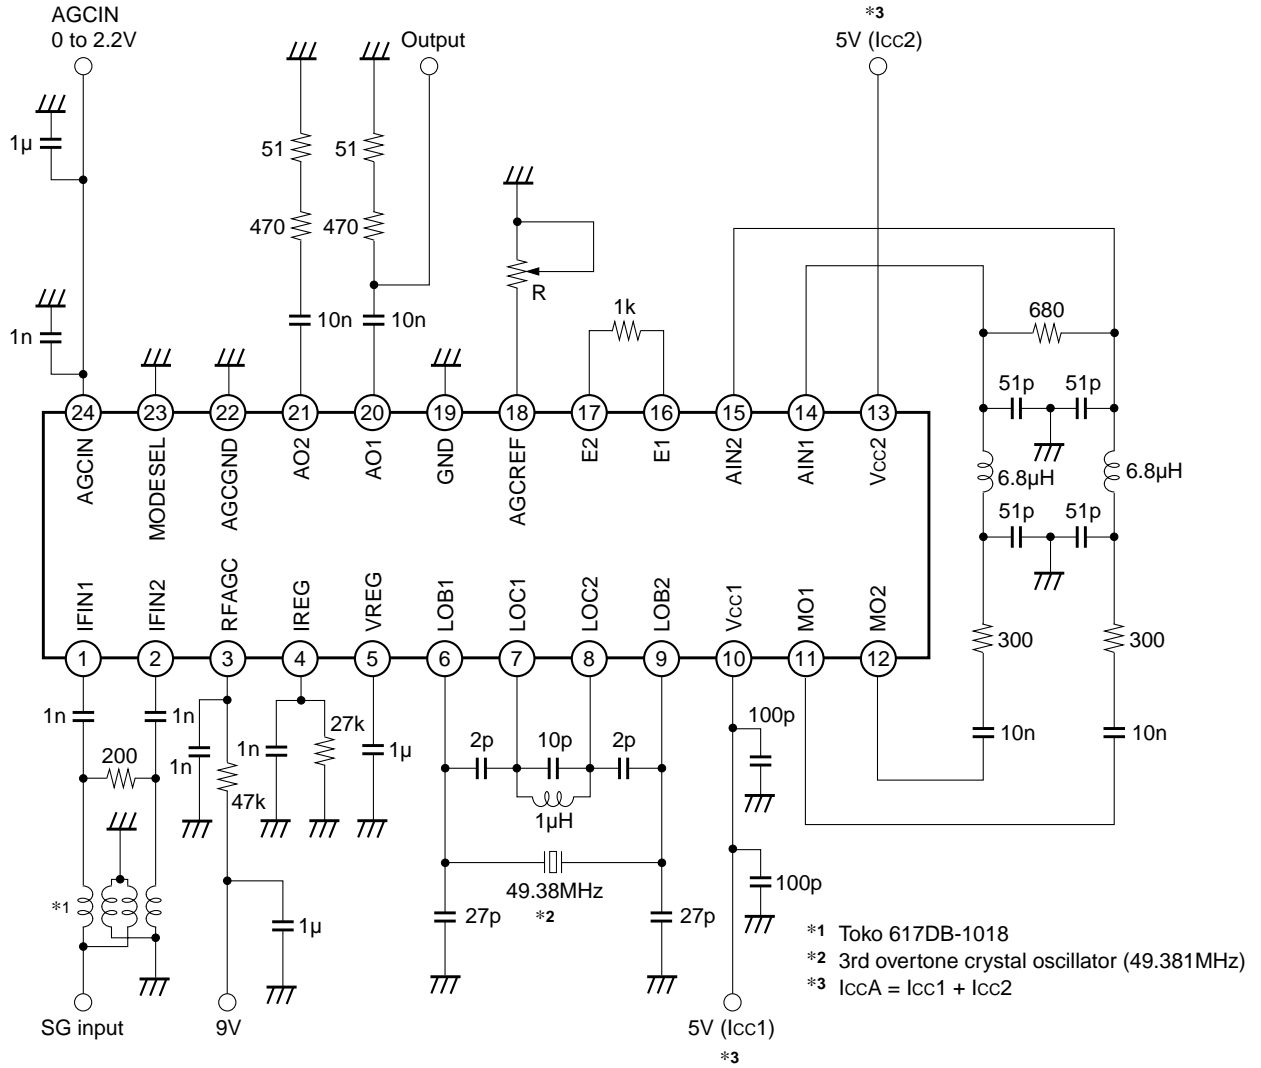 AGCIN
0 to 2.2V
Output
*3
5V (Icc2)
1µ
51
51
470
470
R
1n
10n
10n
1k
680
51p
51p
6.8µH
6.8µH
51p
51p
24
23
22
21
20
19
18
17
16
15
14
13
AGCIN
MODESEL
AGCGND
AO2
AO1
GND
AGCREF
E2
E1
AIN2
AIN1
Vcc2
IFIN1
IFIN2
RFAGC
IREG
VREG
LOB1
LOC1
LOC2
LOB2
Vcc1
MO1
MO2
1
2
3
4
5
6
7
8
9
10
11
12
300
300
1n
1n
200
1n
47k
1n
27k
1µ
2p
10p
2p
1µH
100p
10n
10n
49.38MHz
*2
100p
*1
1µ
27p
27p
*1 Toko 617DB-1018
*2 3rd overtone crystal oscillator (49.381MHz)
*3 IccA = Icc1 + Icc2
SG input
9V
5V (Icc1)
*3